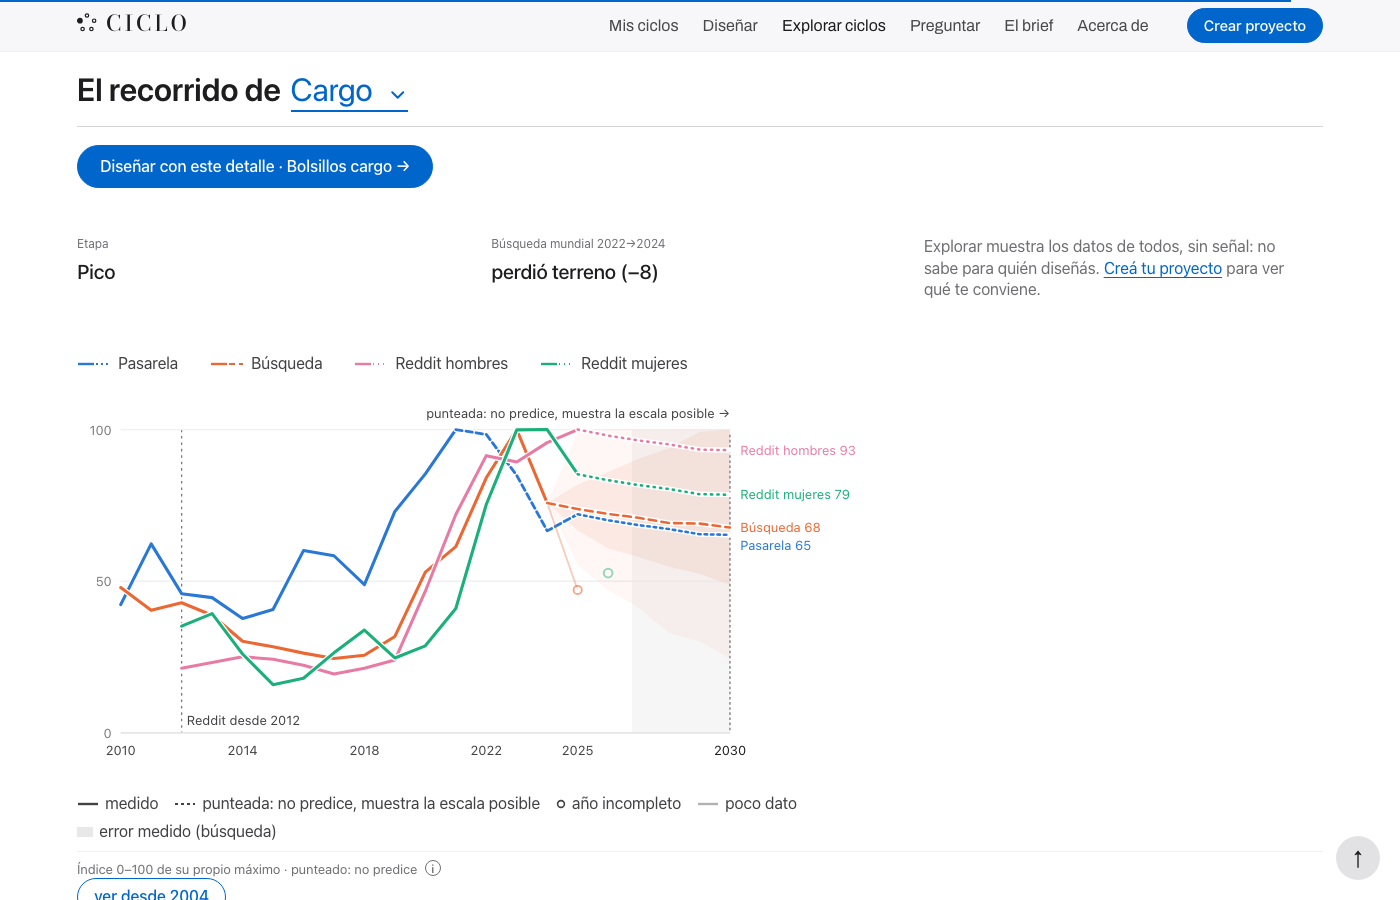 CICLO
Mis ciclos
Diseñar
Explorar ciclos
Preguntar
El brief
Acerca de
Crear proyecto
El recorrido de Cargo
Diseñar con este detalle · Bolsillos cargo →
Etapa
Pico
Búsqueda mundial 2022→2024
perdió terreno (−8)
Explorar muestra los datos de todos, sin señal: no
sabe para quién diseñás. Creá tu proyecto para ver
qué te conviene.
Pasarela
Búsqueda
Reddit hombres
Reddit mujeres
punteada: no predice, muestra la escala posible →
100
50
0
Reddit hombres 93
Reddit mujeres 79
Búsqueda 68
Pasarela 65
Reddit desde 2012
2010
2014
2018
2022
2025
2030
medido
punteada: no predice, muestra la escala posible
año incompleto
poco dato
error medido (búsqueda)
Índice 0–100 de su propio máximo · punteado: no predice
ver desde 2004
↑